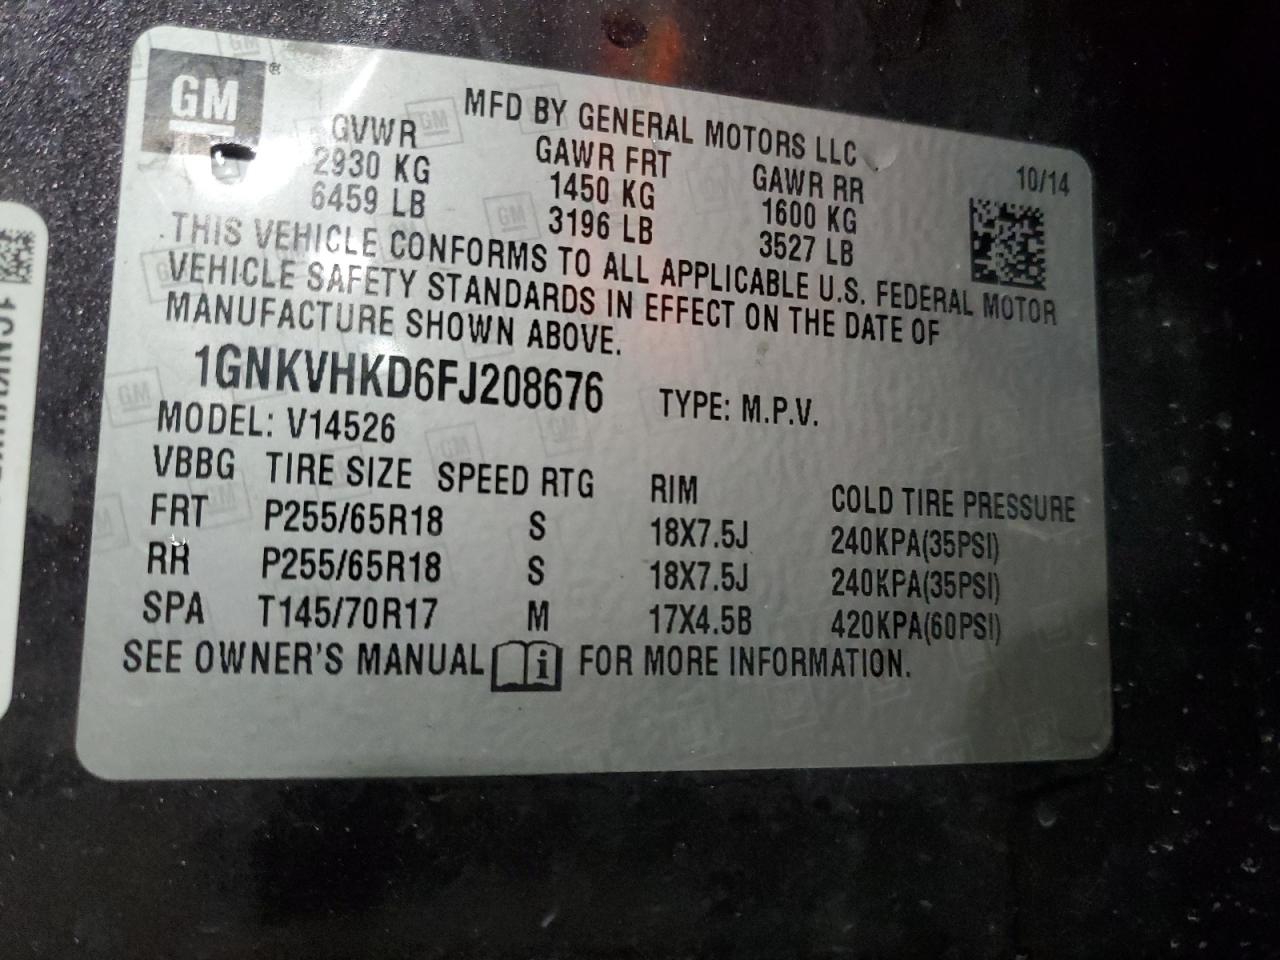 GM
MFD BY GENERAL MOTORS LLC
GVWR GAWR FRT GAWR RR 10/14
2930 KG 1450 KG 1600 KG
6459 LB 3196 LB 3527 LB
THIS VEHICLE CONFORMS TO ALL APPLICABLE U.S. FEDERAL MOTOR
VEHICLE SAFETY STANDARDS IN EFFECT ON THE DATE OF
MANUFACTURE SHOWN ABOVE.
1GNKVHKD6FJ208676 TYPE: M.P.V.
MODEL: V14526
VBBG TIRE SIZE SPEED RTG RIM COLD TIRE PRESSURE
FRT P255/65R18 S 18X7.5J 240KPA(35PSI)
RR P255/65R18 S 18X7.5J 240KPA(35PSI)
SPA T145/70R17 M 17X4.5B 420KPA(60PSI)
SEE OWNER'S MANUAL i FOR MORE INFORMATION.